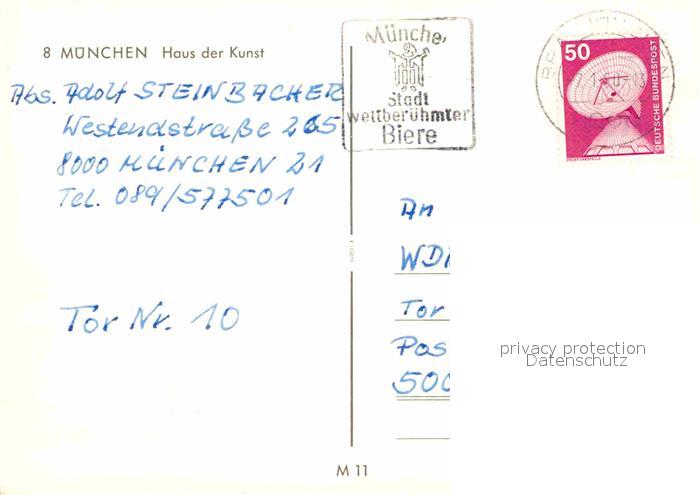 8 MÜNCHEN Haus der Kunst
Abs. Adolf STEINBACHER
Westendstraße 265
8000 MÜNCHEN 21
Tel. 089/577501
Tor Nr. 10
Münche
Stadt
weltberühmter
Biere
50
DEUTSCHE BUNDESPOST
ERDEFUNKSTELLE
An
WD
Tor
Pos
500
privacy protection
Datenschutz
M 11